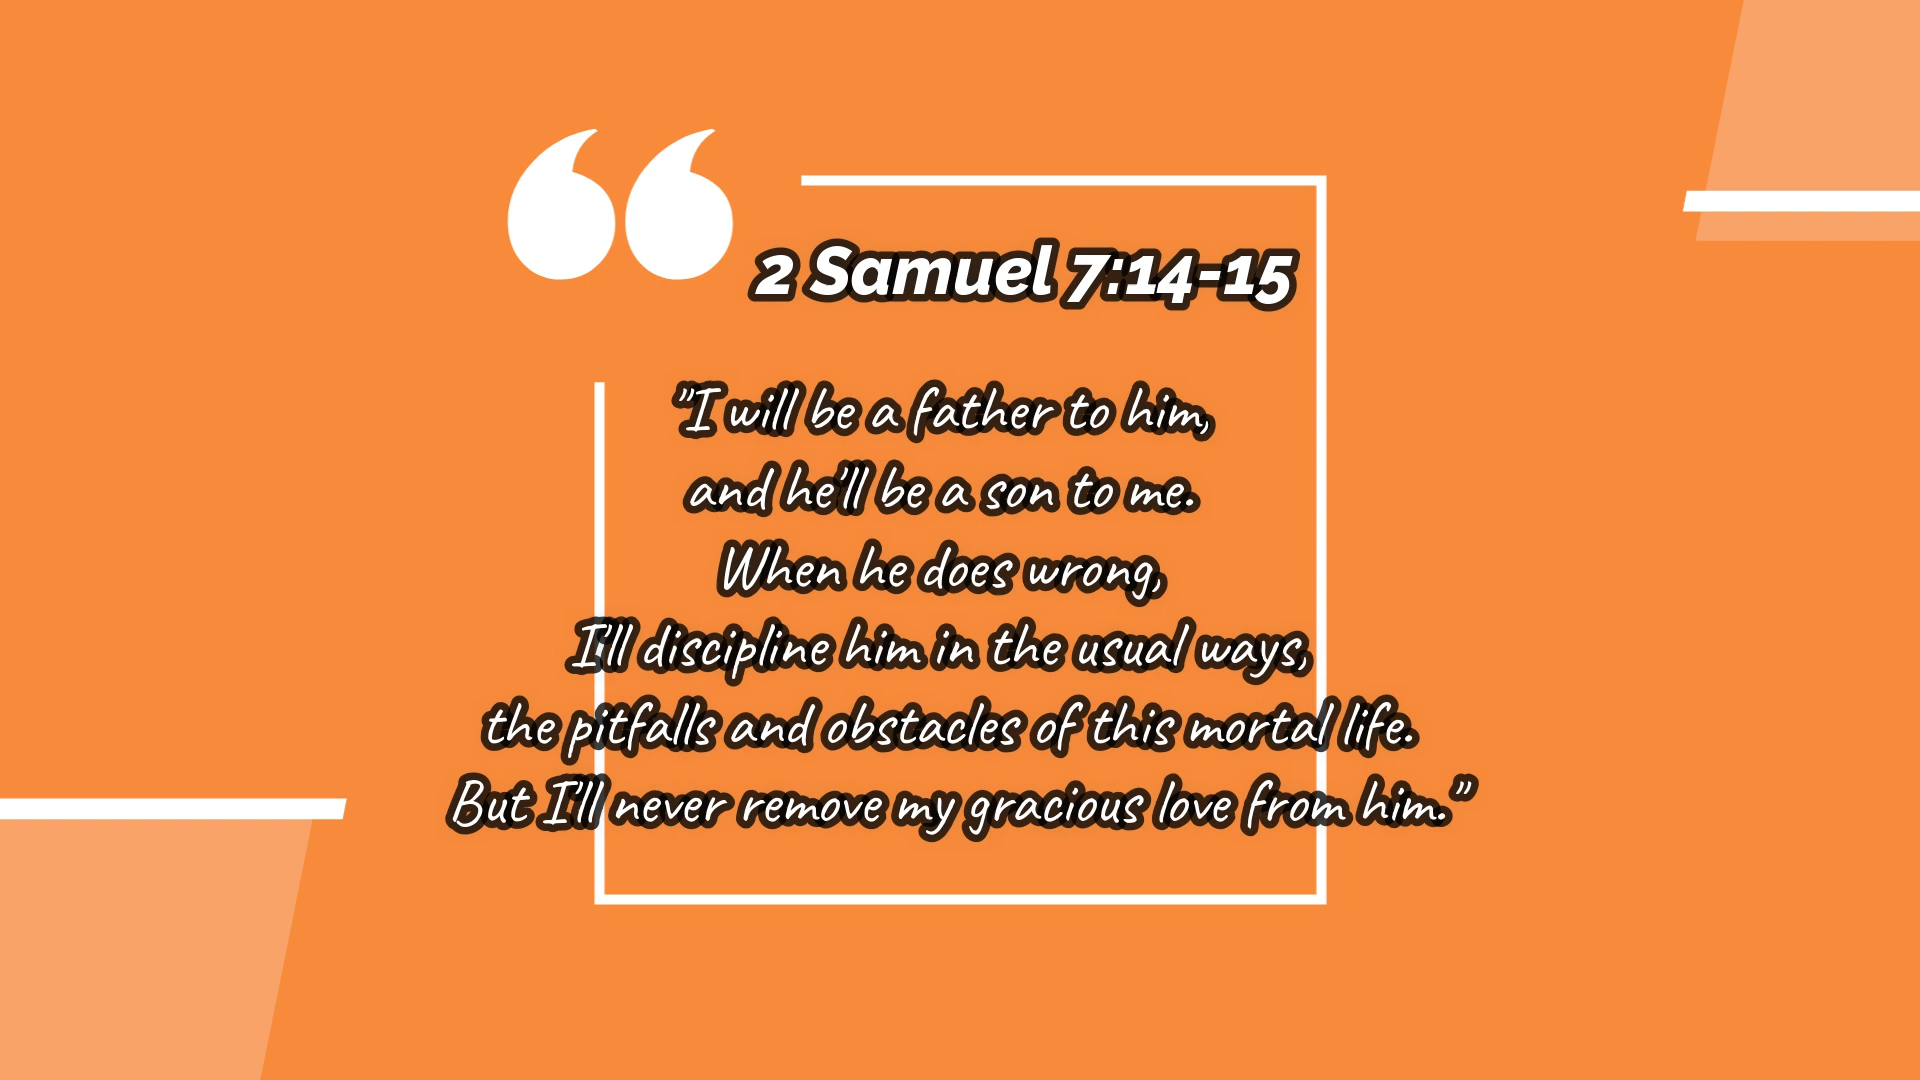 2 Samuel 7:14-15
"I will be a father to him,
and he'll be a son to me.
When he does wrong,
I'll discipline him in the usual ways,
the pitfalls and obstacles of this mortal life.
But I'll never remove my gracious love from him."